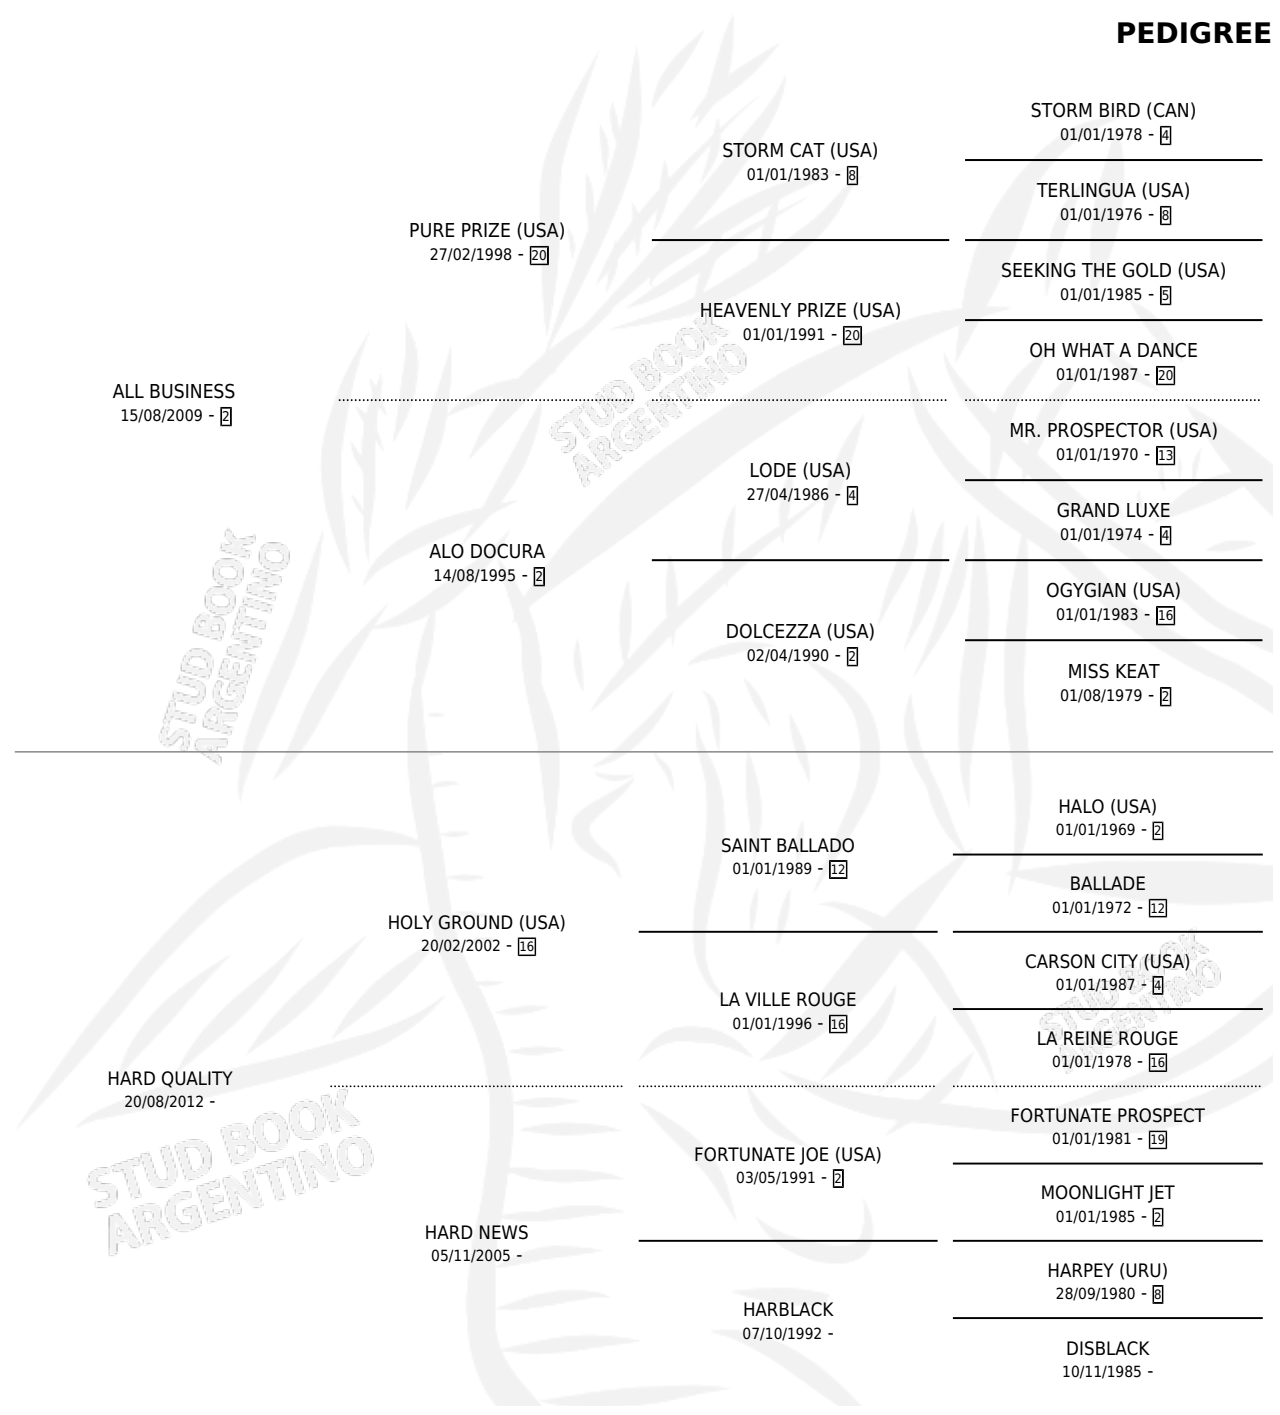 PEDIGREE
STORM BIRD (CAN)
01/01/1978 - 4
STORM CAT (USA)
01/01/1983 - 8
TERLINGUA (USA)
01/01/1976 - 8
PURE PRIZE (USA)
27/02/1998 - 20
SEEKING THE GOLD (USA)
01/01/1985 - 5
HEAVENLY PRIZE (USA)
01/01/1991 - 20
OH WHAT A DANCE
01/01/1987 - 20
ALL BUSINESS
15/08/2009 - 2
MR. PROSPECTOR (USA)
01/01/1970 - 13
LODE (USA)
27/04/1986 - 4
GRAND LUXE
01/01/1974 - 4
ALO DOCURA
14/08/1995 - 2
OGYGIAN (USA)
01/01/1983 - 16
DOLCEZZA (USA)
02/04/1990 - 2
MISS KEAT
01/08/1979 - 2
HALO (USA)
01/01/1969 - 2
SAINT BALLADO
01/01/1989 - 12
BALLADE
01/01/1972 - 12
HOLY GROUND (USA)
20/02/2002 - 16
CARSON CITY (USA)
01/01/1987 - 4
LA VILLE ROUGE
01/01/1996 - 16
LA REINE ROUGE
01/01/1978 - 16
HARD QUALITY
20/08/2012 -
FORTUNATE PROSPECT
01/01/1981 - 19
FORTUNATE JOE (USA)
03/05/1991 - 2
MOONLIGHT JET
01/01/1985 - 2
HARD NEWS
05/11/2005 -
HARPEY (URU)
28/09/1980 - 8
HARBLACK
07/10/1992 -
DISBLACK
10/11/1985 -
STUD BOOK
ARGENTINO
STUD BOOK
ARGENTINO
STUD BOOK
ARGENTINO
STUD BOOK
ARGENTINO